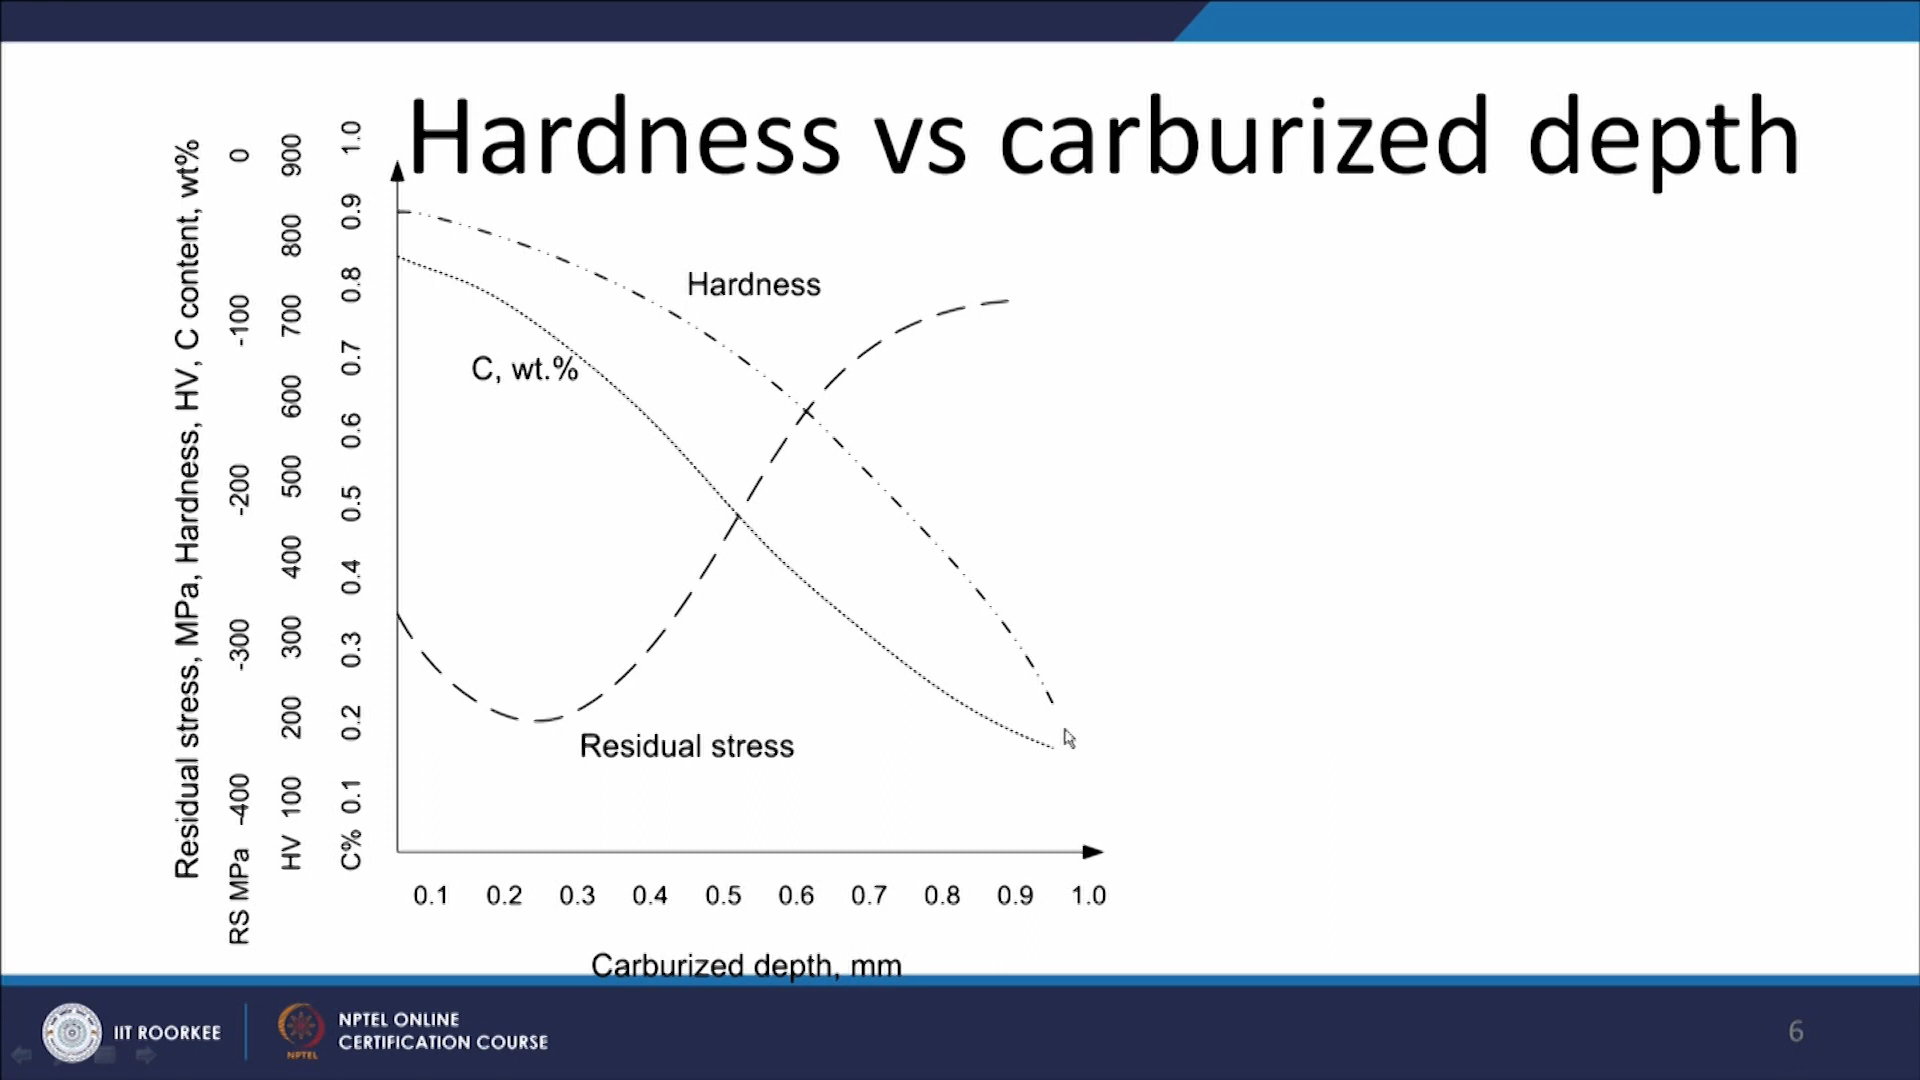 Hardness vs carburized depth
Residual stress, MPa, Hardness, HV, C content, wt%
RS MPa -400 -300 -200 -100 0
HV 100 200 300 400 500 600 700 800 900
C% 0.1 0.2 0.3 0.4 0.5 0.6 0.7 0.8 0.9 1.0
Hardness
C, wt.%
Residual stress
0.1 0.2 0.3 0.4 0.5 0.6 0.7 0.8 0.9 1.0
Carburized depth, mm
IIT ROORKEE
NPTEL
NPTEL ONLINE
CERTIFICATION COURSE
6